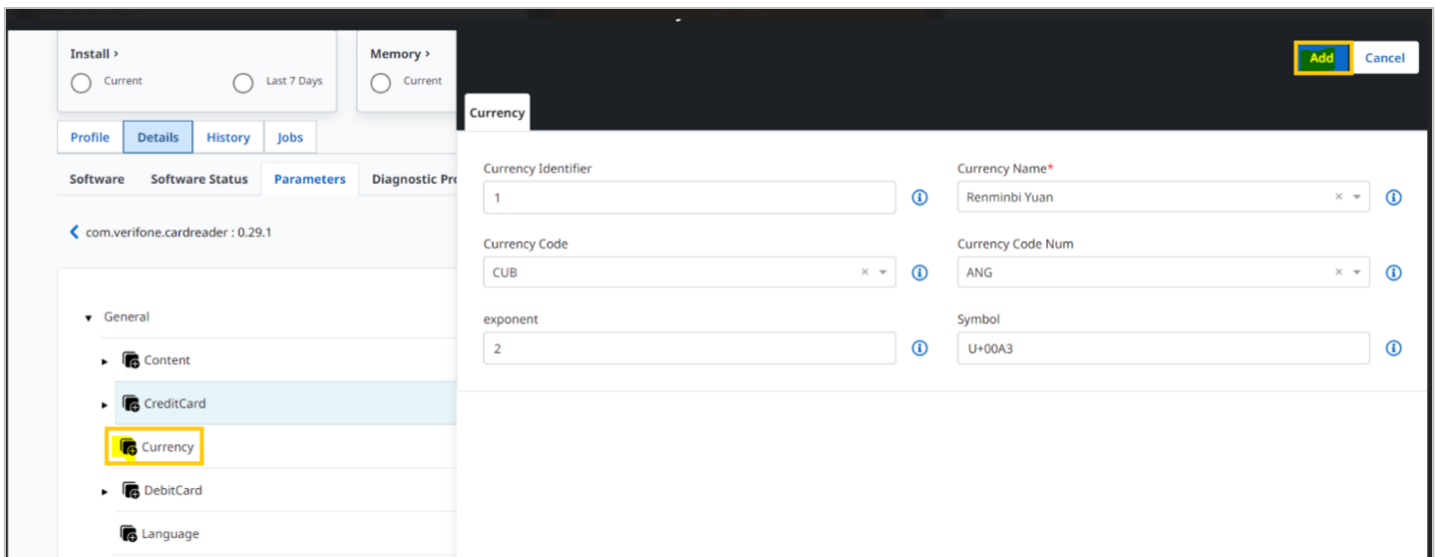 Install ›
Current
Last 7 Days
Memory ›
Current
Add
Cancel
Profile
Details
History
Jobs
Software
Software Status
Parameters
Diagnostic Pr
com.verifone.cardreader : 0.29.1
General
Content
CreditCard
Currency
DebitCard
Language
Currency
Currency Identifier
1
Currency Name*
Renminbi Yuan
Currency Code
CUB
Currency Code Num
ANG
exponent
2
Symbol
U+00A3